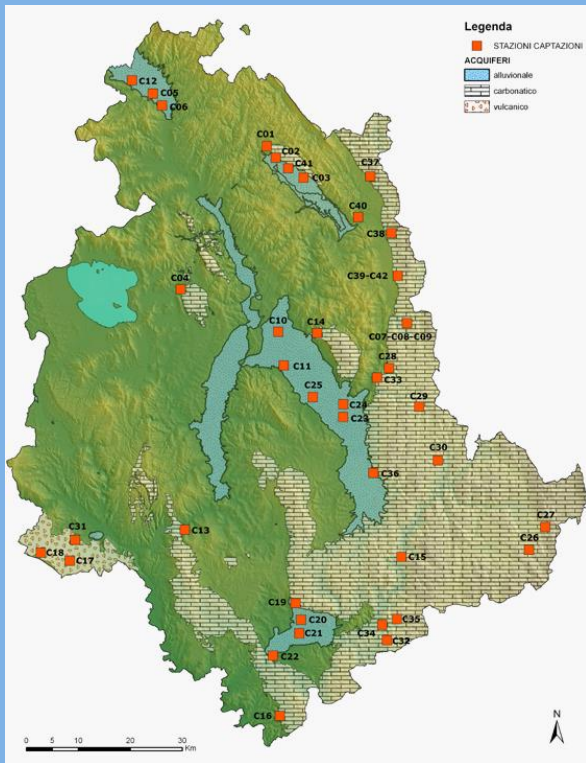 Legenda
STAZIONI CAPTAZIONI
ACQUIFERI
alluvionale
carbonatico
vulcanico
C12
C05
C06
C01
C02
C41
C03
C37
C40
C38
C39-C42
C04
C10
C14
C07-C08-C09
C11
C28
C33
C25
C24
C23
C29
C30
C36
C27
C26
C13
C31
C18
C17
C15
C19
C20
C21
C35
C34
C32
C22
C16
N
0 5 10 20 30
Km